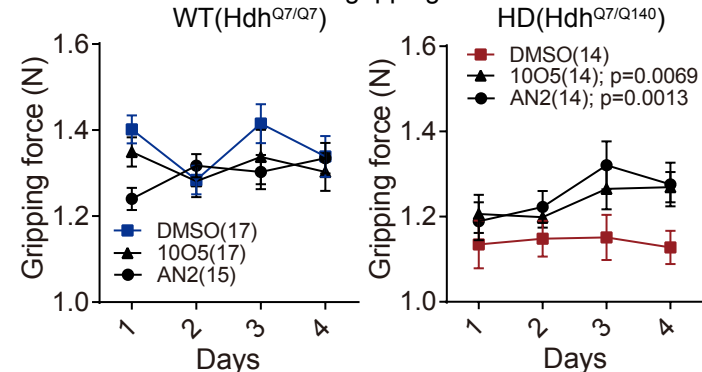 gripping
WT(Hdh^Q7/Q7)
HD(Hdh^Q7/Q140)
Gripping force (N)
1.6
1.4
1.2
1.0
DMSO(17)
10O5(17)
AN2(15)
1 2 3 4
Days
Gripping force (N)
1.6
1.4
1.2
1.0
DMSO(14)
10O5(14); p=0.0069
AN2(14); p=0.0013
1 2 3 4
Days